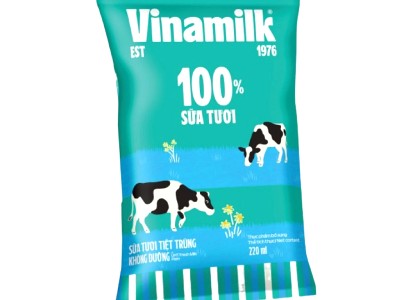 Vinamilk
EST 1976
100%
SỮA TƯƠI
SỮA TƯƠI TIỆT TRÙNG
KHÔNG ĐƯỜNG
220 ml